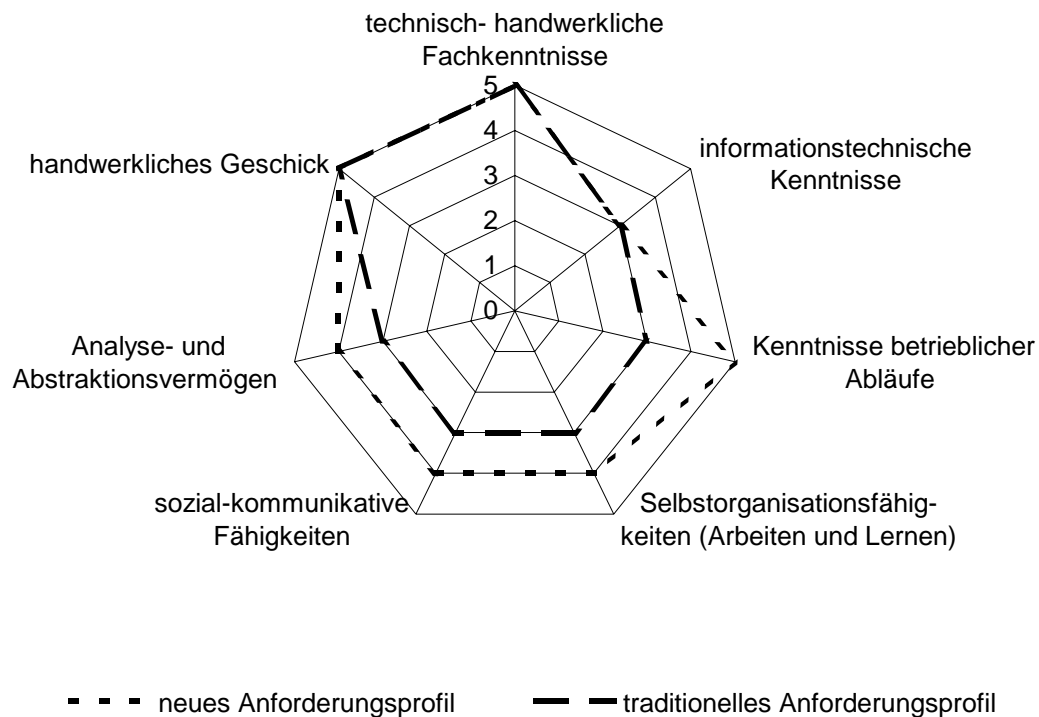 technisch- handwerkliche
Fachkenntnisse
informationstechnische
Kenntnisse
handwerkliches Geschick
5
4
3
2
1
0
Kenntnisse betrieblicher
Abläufe
Analyse- und
Abstraktionsvermögen
sozial-kommunikative
Fähigkeiten
Selbstorganisationsfähig-
keiten (Arbeiten und Lernen)
neues Anforderungsprofil
traditionelles Anforderungsprofil